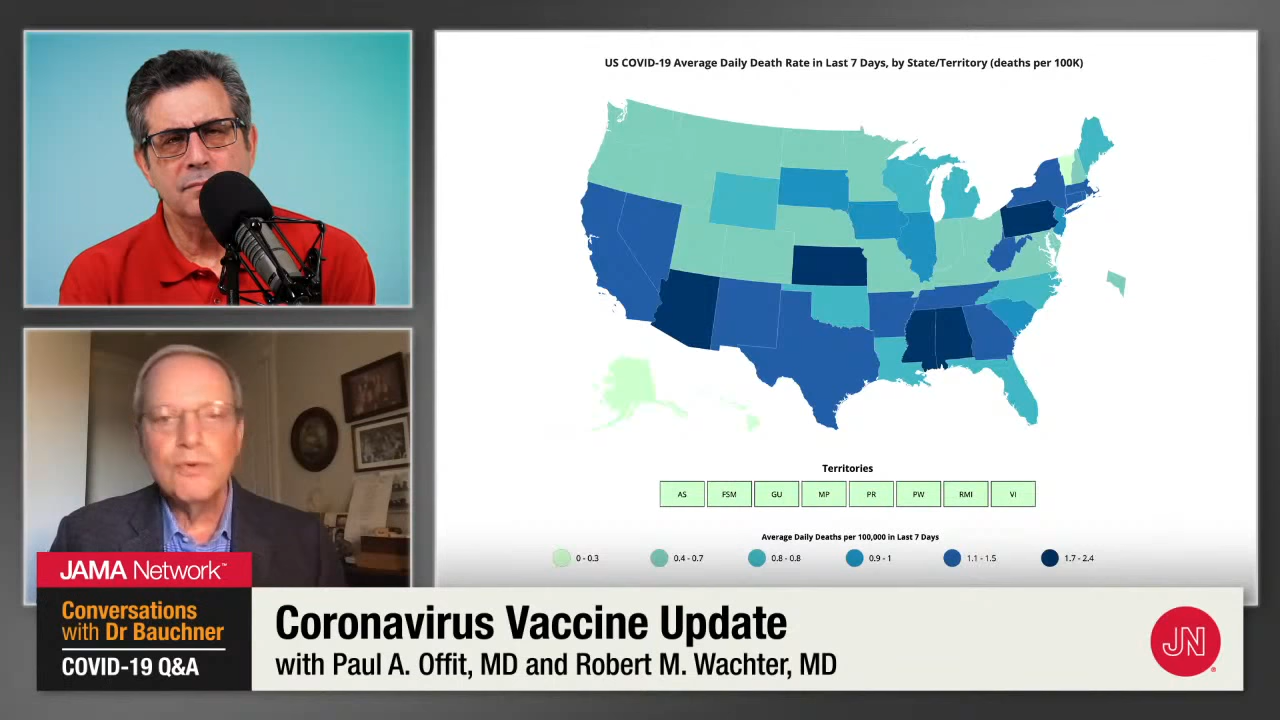 US COVID-19 Average Daily Death Rate in Last 7 Days, by State/Territory (deaths per 100K)
Territories
AS FSM GU MP PR PW RMI VI
Average Daily Deaths per 100,000 in Last 7 Days
0 - 0.3 0.4 - 0.7 0.8 - 0.8 0.9 - 1 1.1 - 1.5 1.7 - 2.4
JAMA Network™
Conversations
with Dr Bauchner
COVID-19 Q&A
Coronavirus Vaccine Update
with Paul A. Offit, MD and Robert M. Wachter, MD
JN®